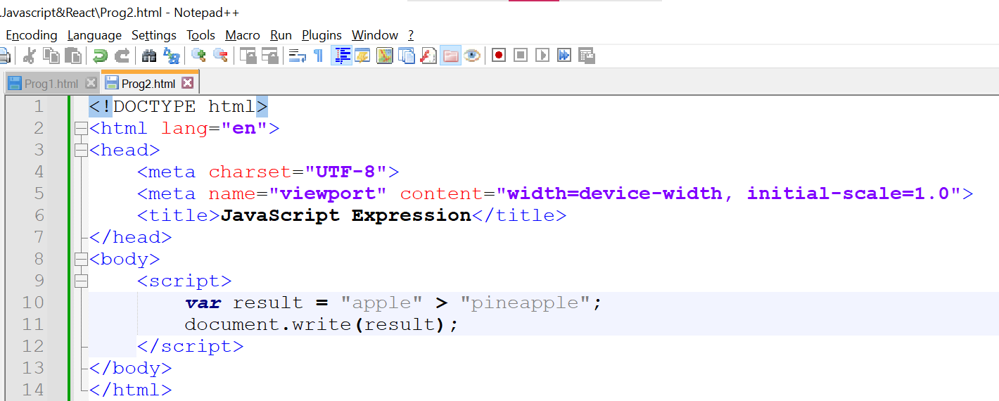 .Javascript&React\Prog2.html - Notepad++
Encoding Language Settings Tools Macro Run Plugins Window ?
Prog1.html Prog2.html
1 <!DOCTYPE html>
2 <html lang="en">
3 <head>
4 <meta charset="UTF-8">
5 <meta name="viewport" content="width=device-width, initial-scale=1.0">
6 <title>JavaScript Expression</title>
7 </head>
8 <body>
9 <script>
10 var result = "apple" > "pineapple";
11 document.write(result);
12 </script>
13 </body>
14 </html>